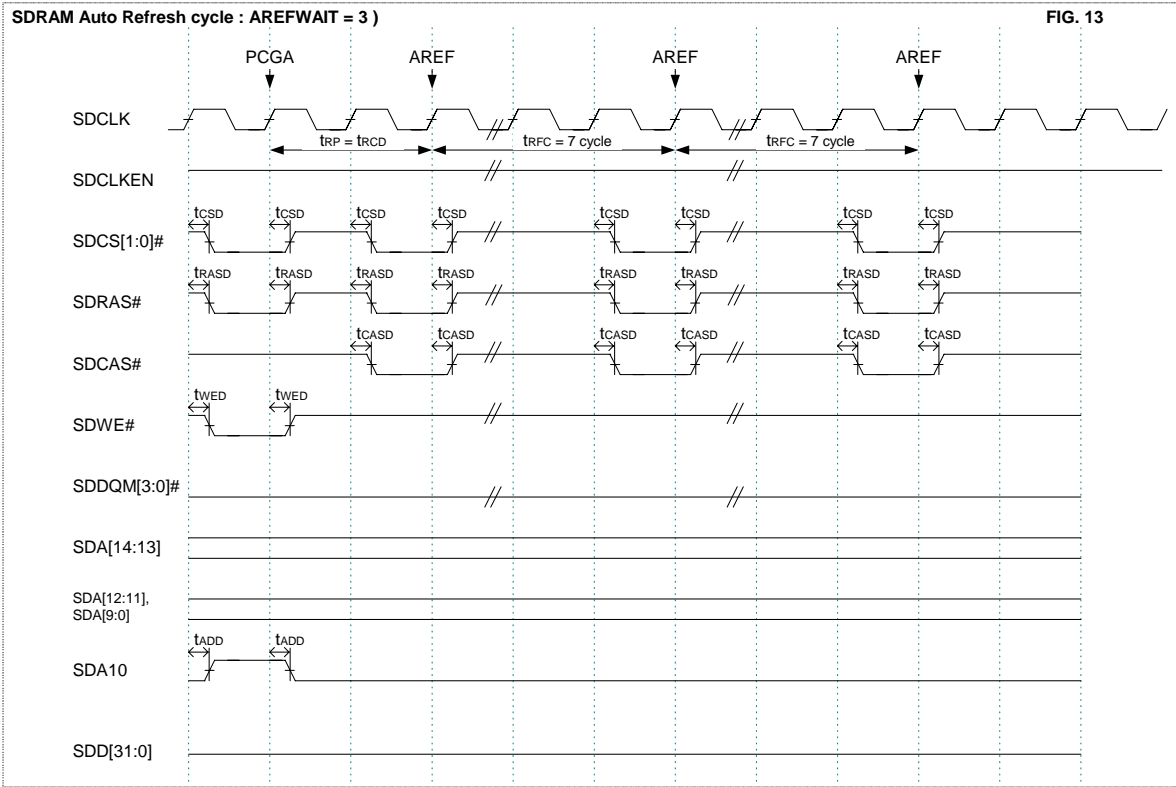 SDRAM Auto Refresh cycle : AREFWAIT = 3 )
FIG. 13
PCGA AREF AREF AREF
SDCLK
tRP = tRCD tRFC = 7 cycle tRFC = 7 cycle
SDCLKEN
tCSD tCSD tCSD tCSD tCSD tCSD tCSD tCSD
SDCS[1:0]#
tRASD tRASD tRASD tRASD tRASD tRASD tRASD tRASD
SDRAS#
tCASD tCASD tCASD tCASD tCASD tCASD
SDCAS#
tWED tWED
SDWE#
SDDQM[3:0]#
SDA[14:13]
SDA[12:11],
SDA[9:0]
tADD tADD
SDA10
SDD[31:0]